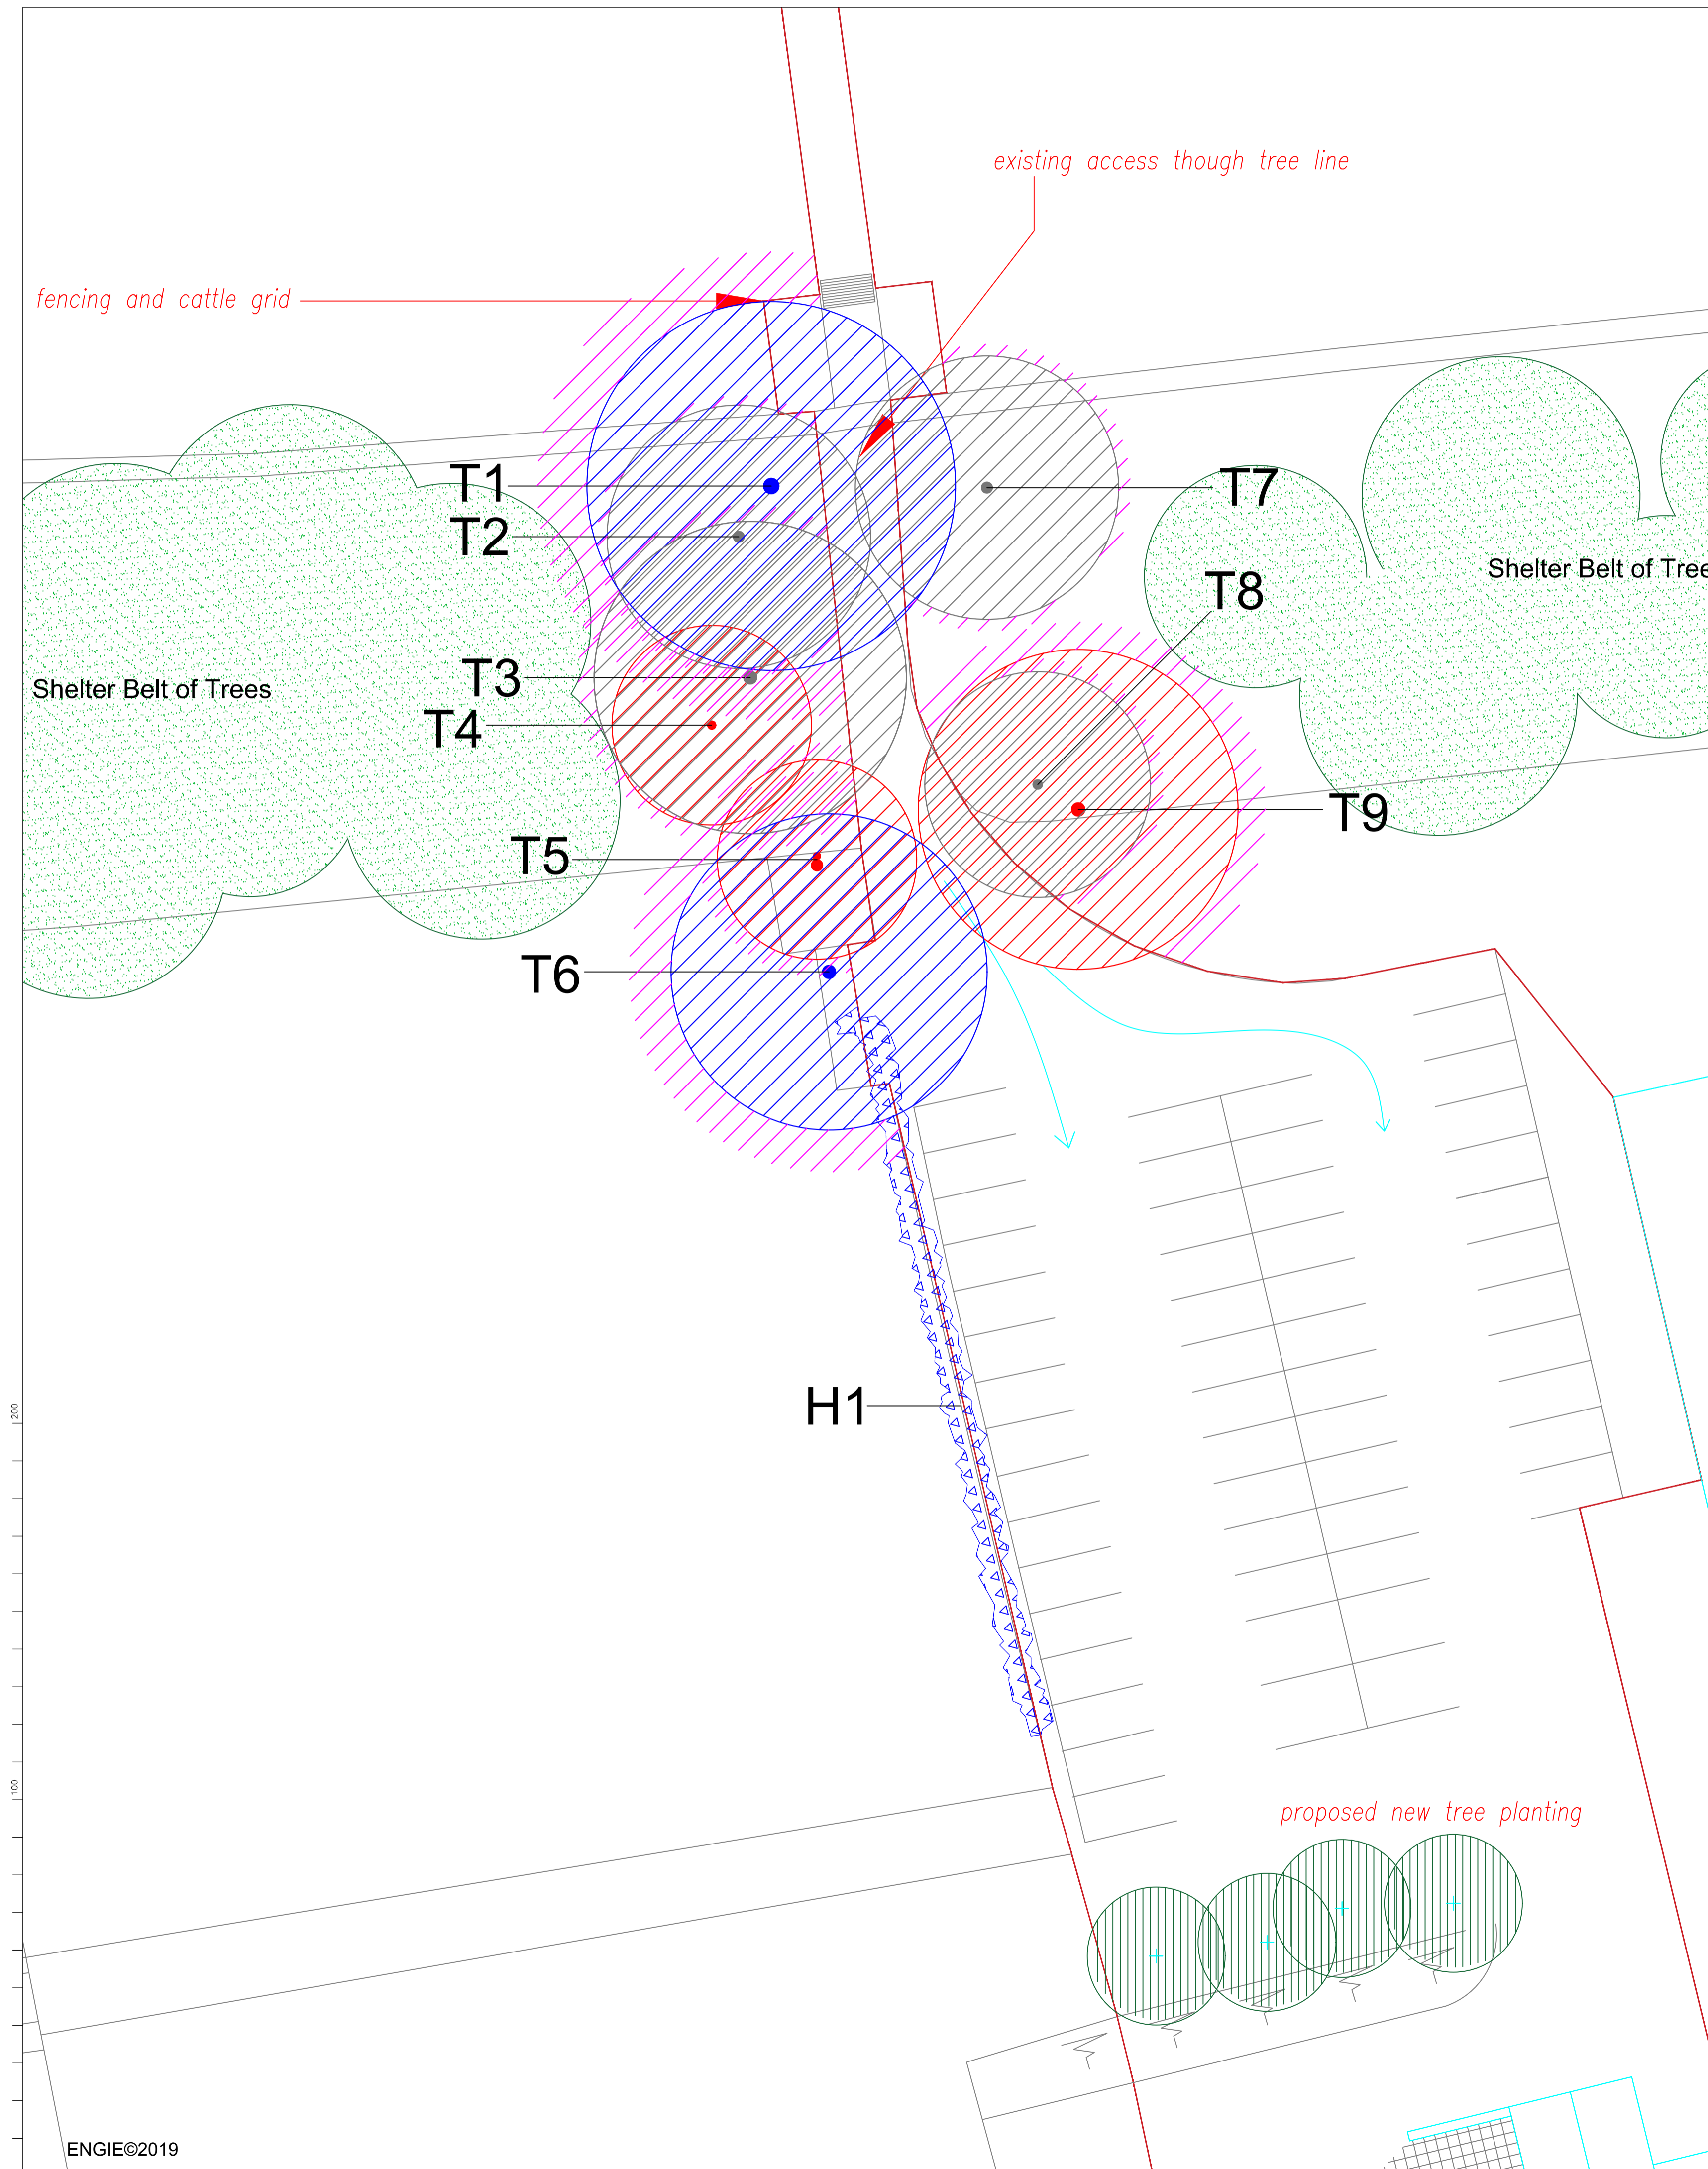 existing access though tree line
fencing and cattle grid
T1
T2
T7
Shelter Belt of Tree
T8
T3
Shelter Belt of Trees
T4
T9
T5
T6
H1
200
100
proposed new tree planting
ENGIE©2019